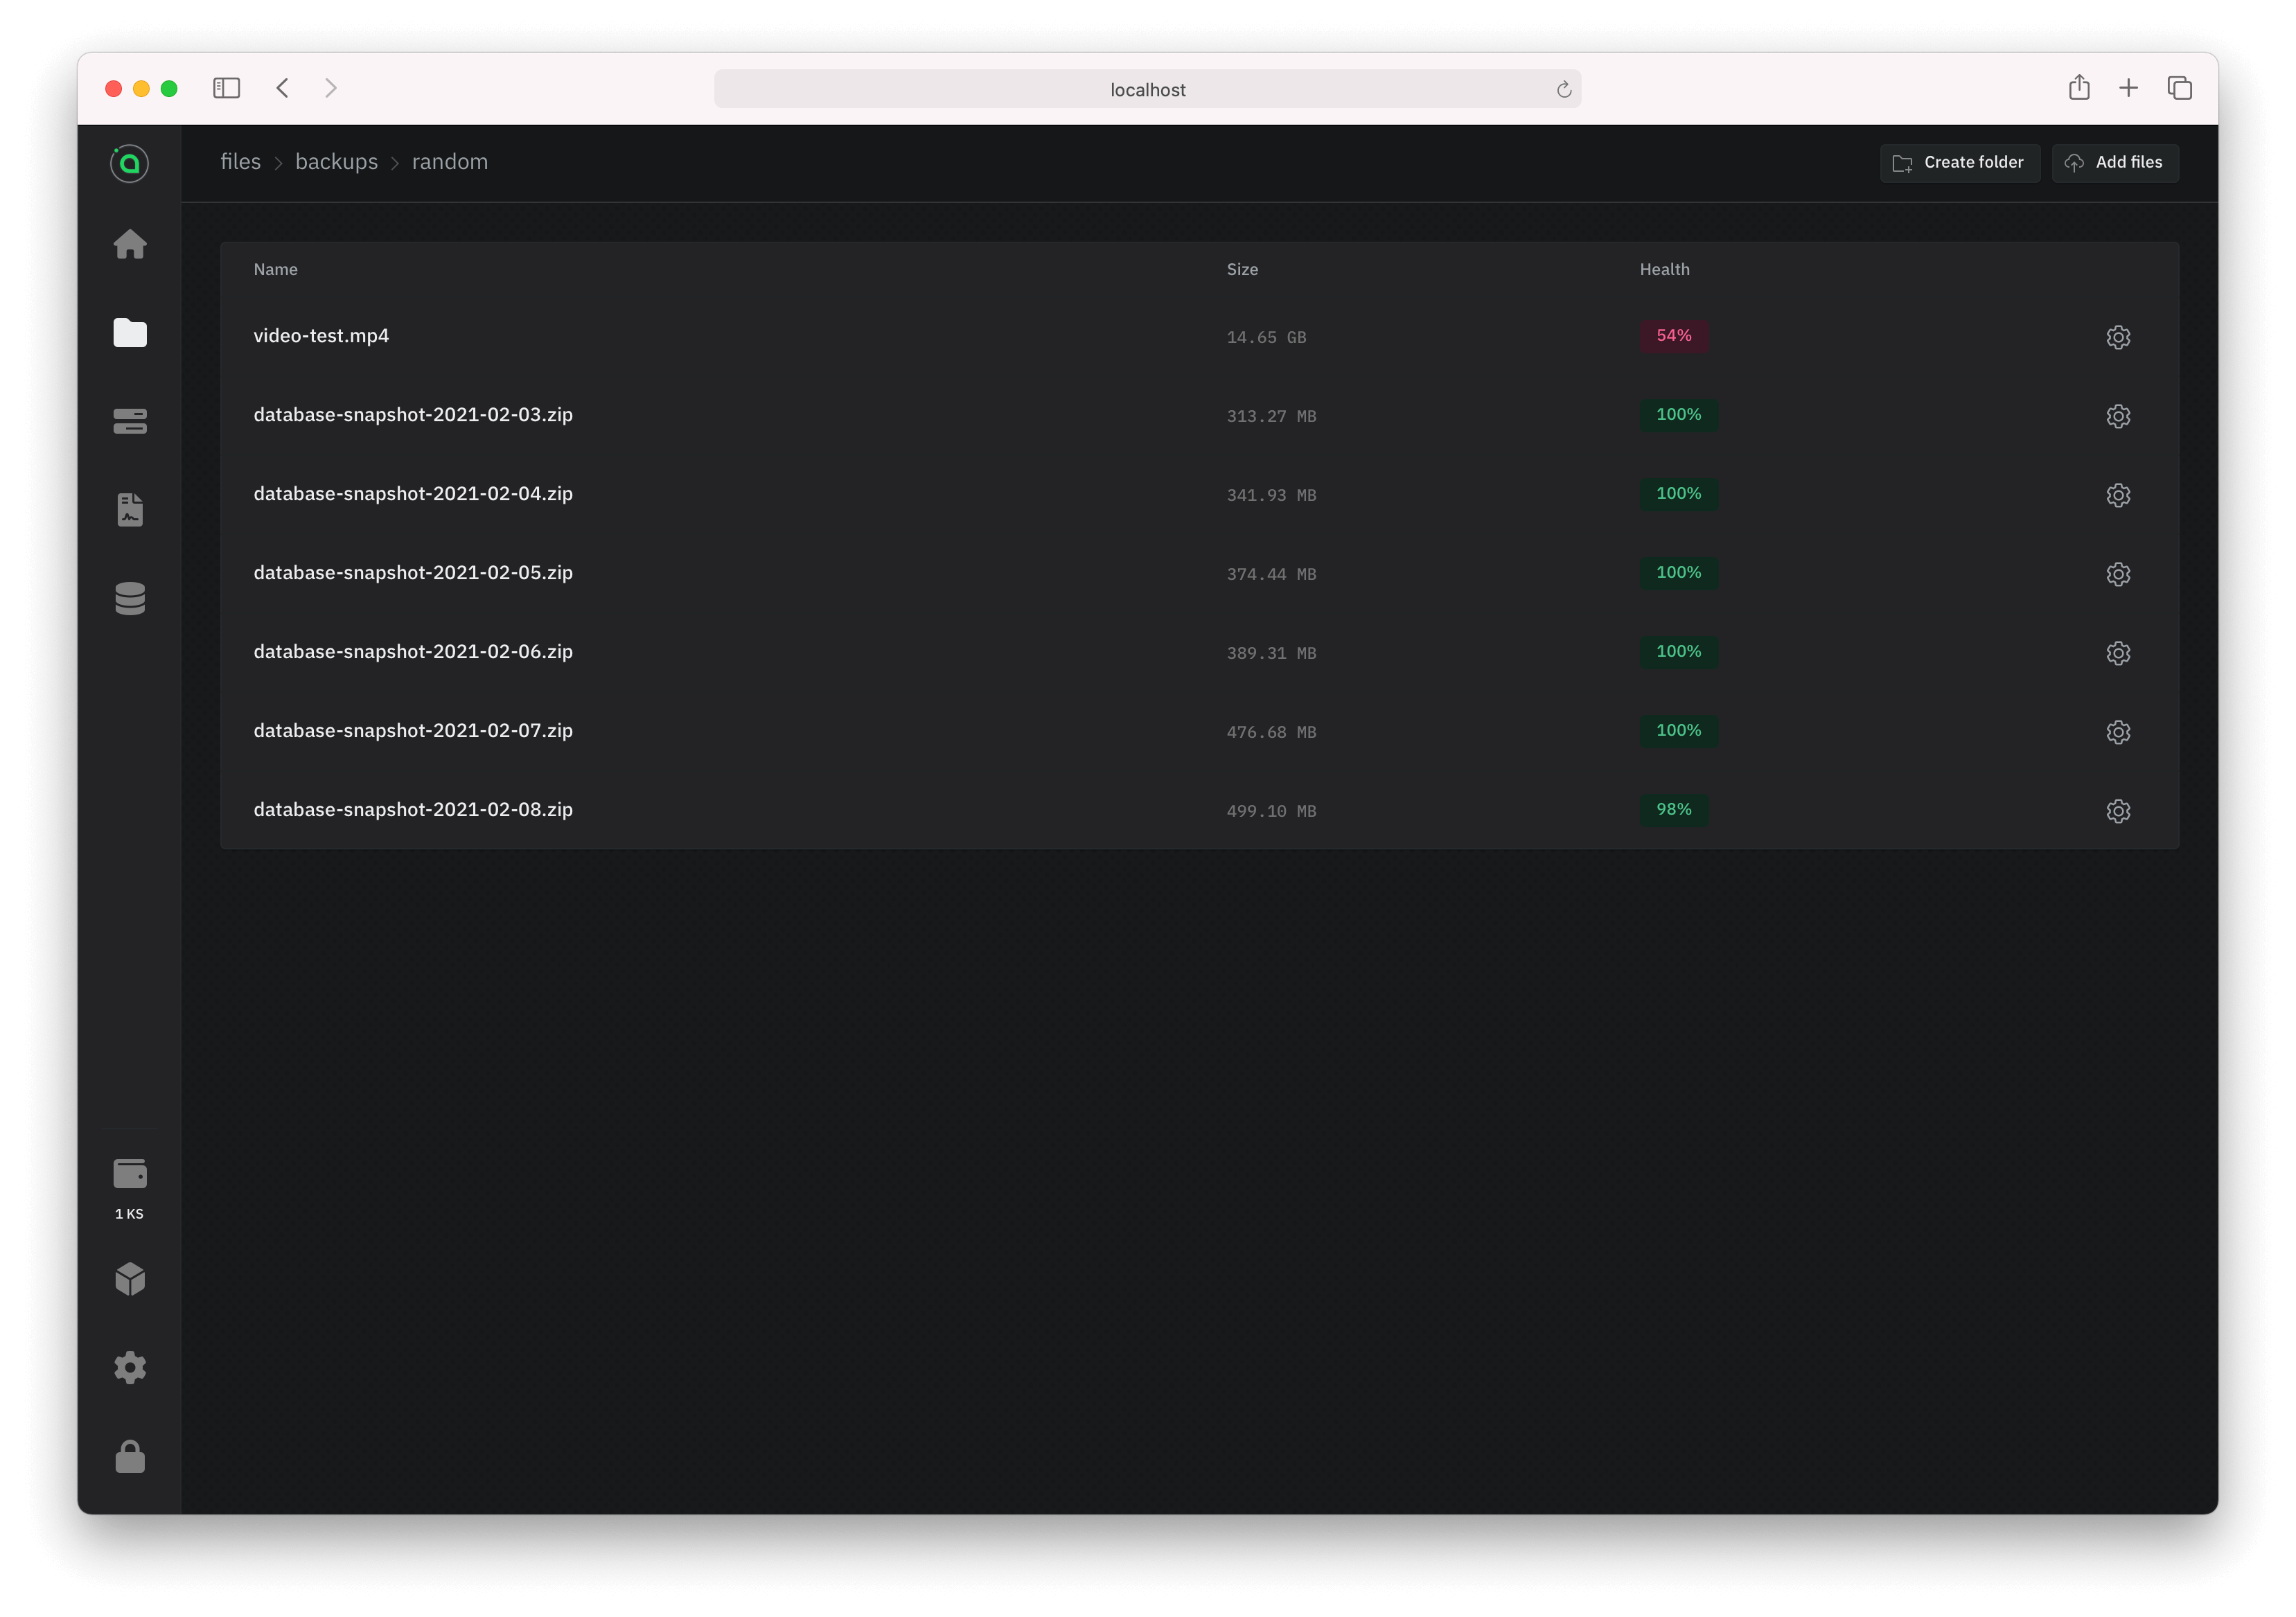 localhost
files > backups > random
Create folder
Add files
Name Size Health
video-test.mp4 14.65 GB 54%
database-snapshot-2021-02-03.zip 313.27 MB 100%
database-snapshot-2021-02-04.zip 341.93 MB 100%
database-snapshot-2021-02-05.zip 374.44 MB 100%
database-snapshot-2021-02-06.zip 389.31 MB 100%
database-snapshot-2021-02-07.zip 476.68 MB 100%
database-snapshot-2021-02-08.zip 499.10 MB 98%
1 KS